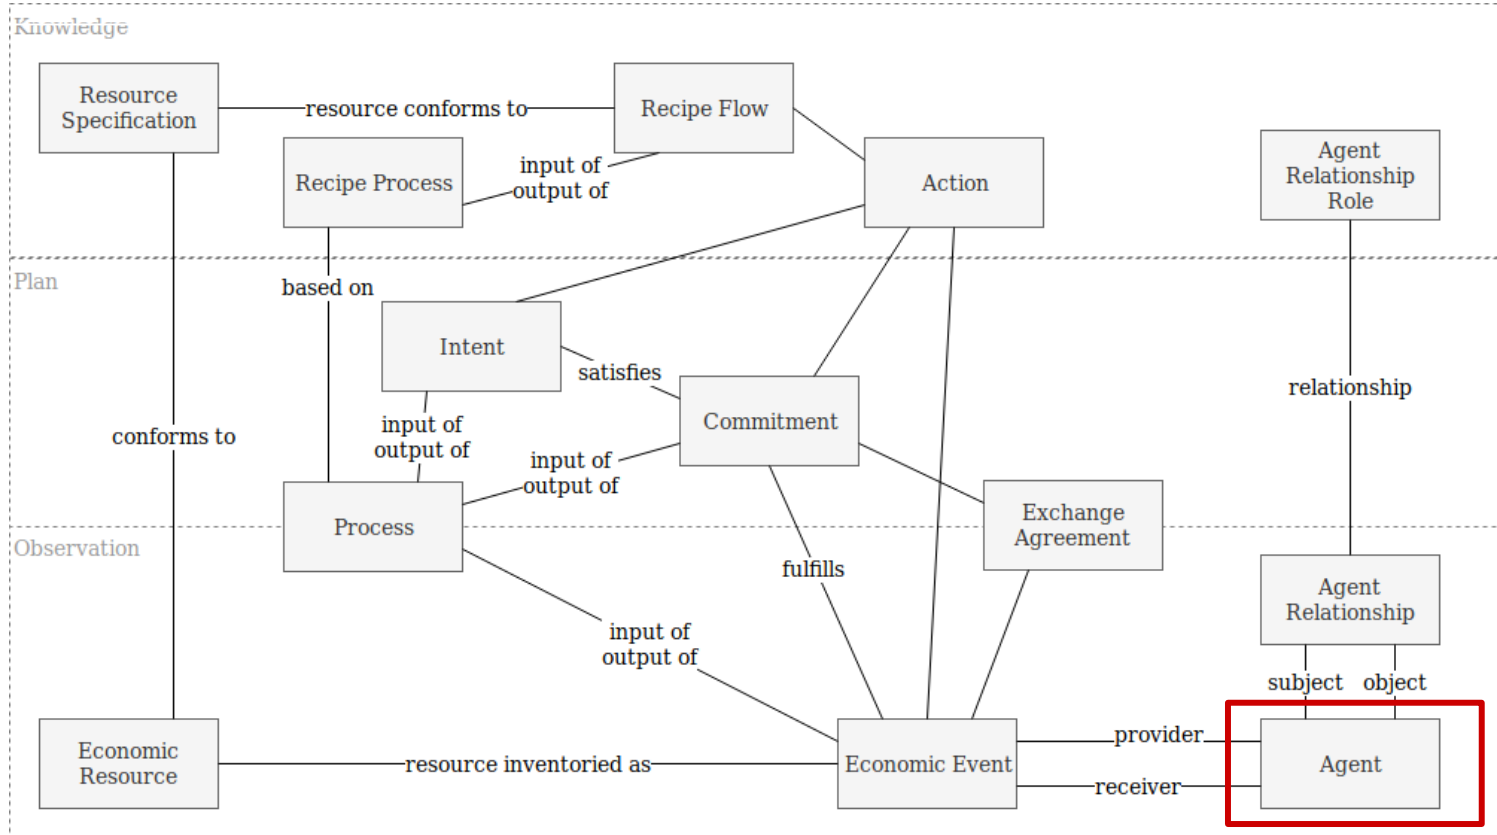 Knowledge
Resource
Specification
resource conforms to
Recipe Flow
Recipe Process
input of
output of
Action
Agent
Relationship
Role
Plan
based on
Intent
satisfies
Commitment
relationship
conforms to
input of
output of
input of
output of
Process
Exchange
Agreement
Observation
fulfills
Agent
Relationship
input of
output of
subject
object
Economic
Resource
resource inventoried as
Economic Event
provider
receiver
Agent